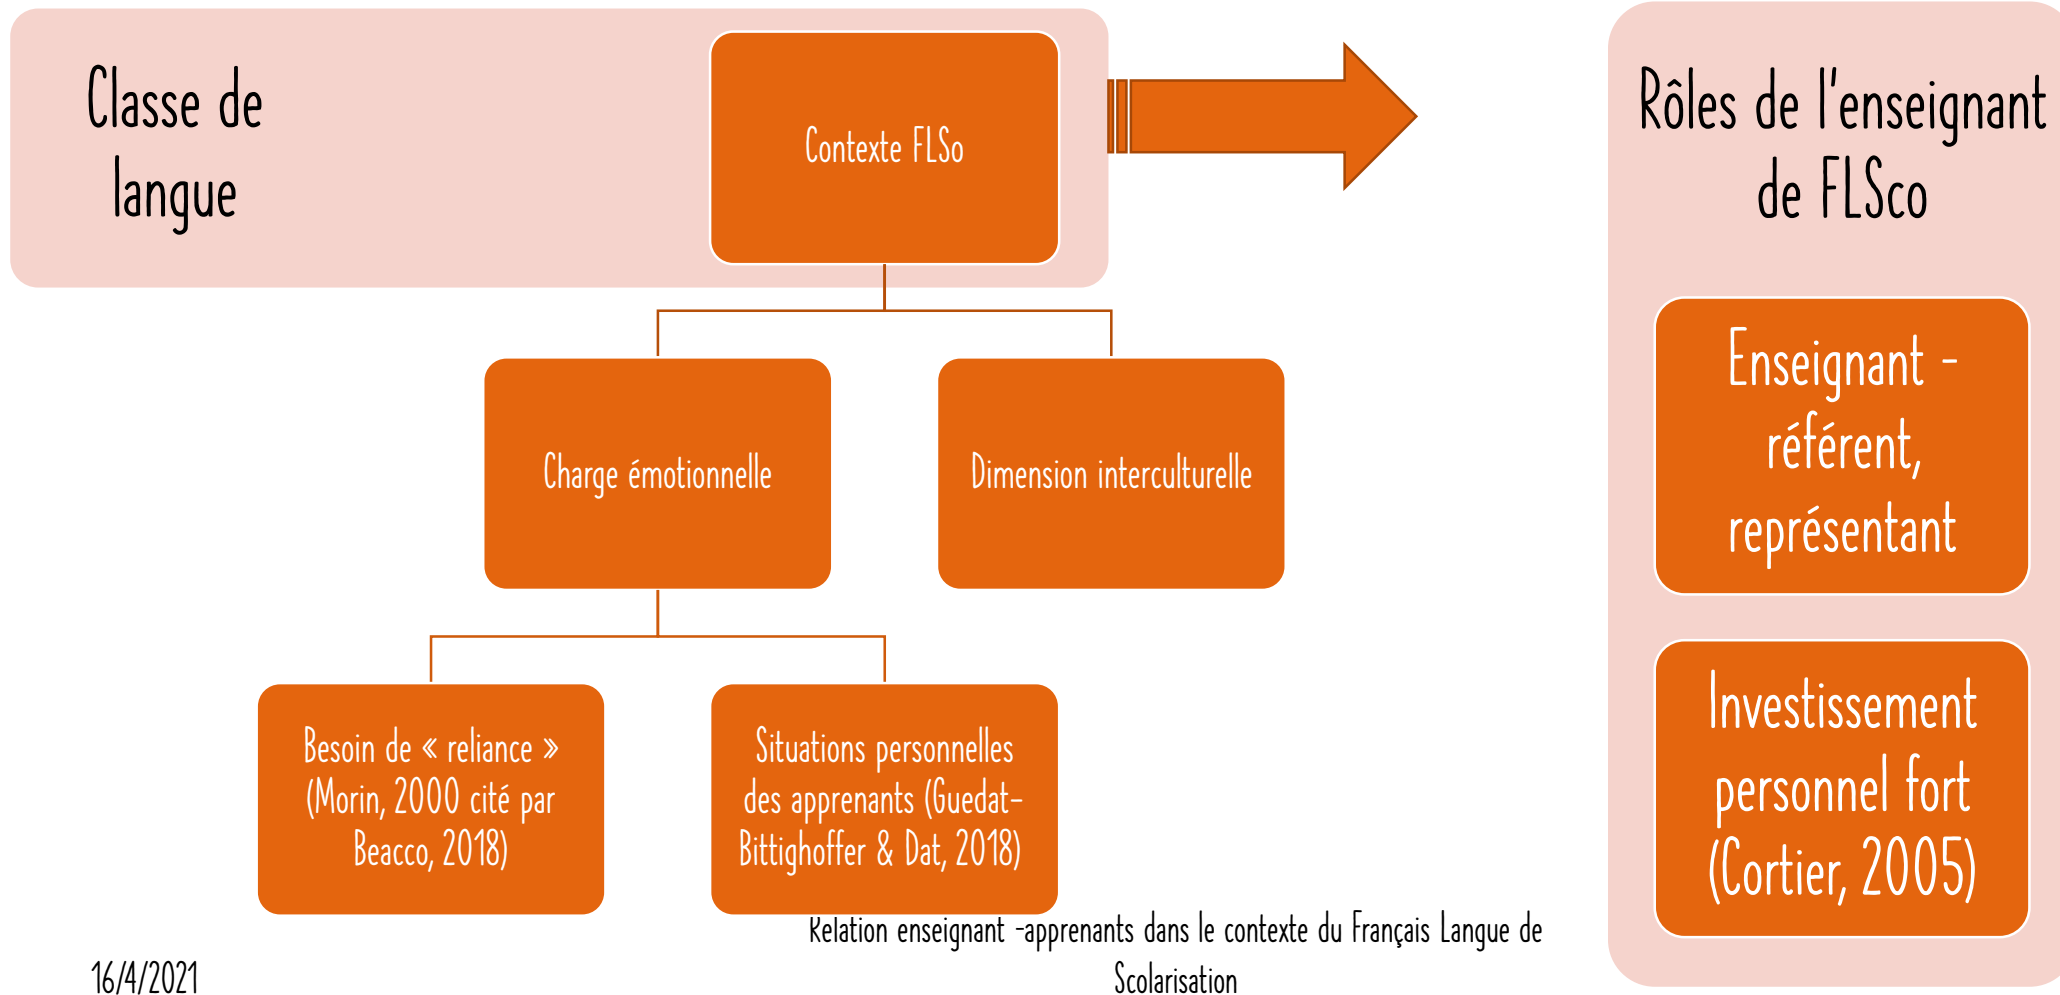 Classe de
langue
Contexte FLSo
Charge émotionnelle
Dimension interculturelle
Besoin de « reliance »
(Morin, 2000 cité par
Beacco, 2018)
Situations personnelles
des apprenants (Guedat-
Bittighoffer & Dat, 2018)
Rôles de l'enseignant
de FLSco
Enseignant -
référent,
représentant
Investissement
personnel fort
(Cortier, 2005)
16/4/2021
Relation enseignant -apprenants dans le contexte du Français Langue de
Scolarisation